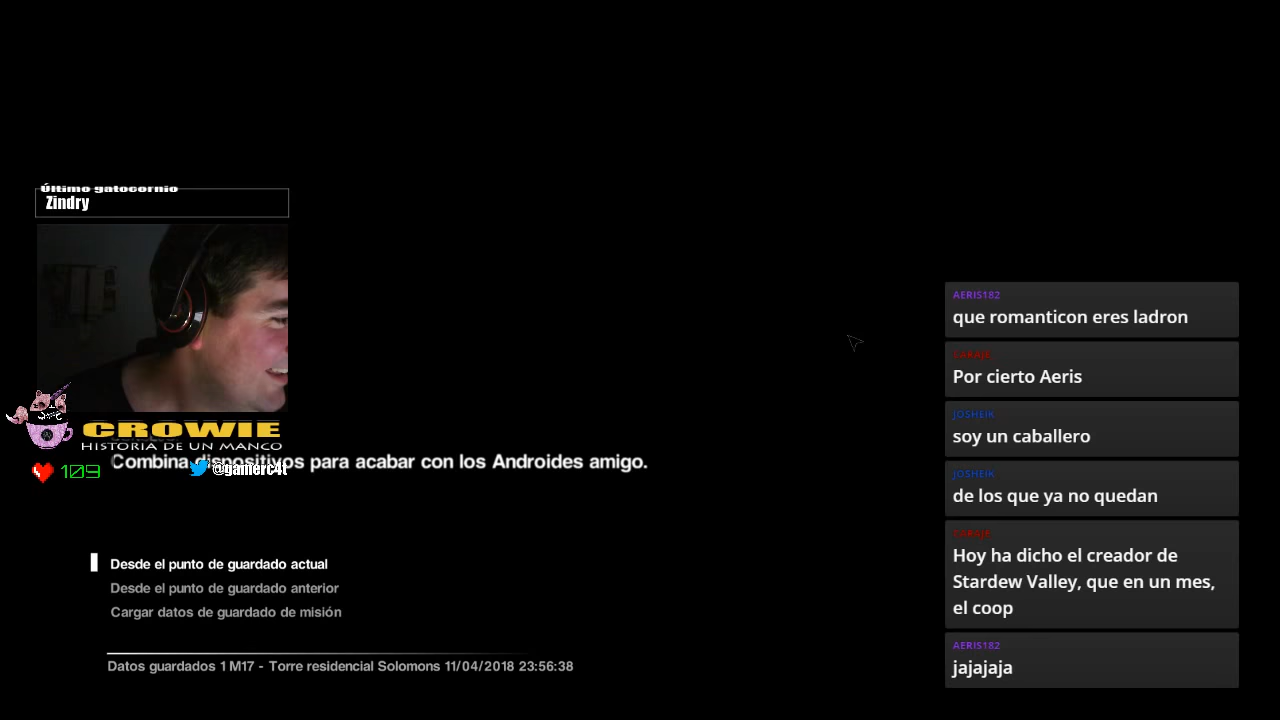 Último gatocornio
Zindry
CROWIE
HISTORIA DE UN MANCO
109
@gamerc4t
Combina dispositivos para acabar con los Androides amigo.
Desde el punto de guardado actual
Desde el punto de guardado anterior
Cargar datos de guardado de misión
Datos guardados 1 M17 - Torre residencial Solomons 11/04/2018 23:56:38
AERIS182
que romanticon eres ladron
Por cierto Aeris
JOSHEIK
soy un caballero
JOSHEIK
de los que ya no quedan
Hoy ha dicho el creador de
Stardew Valley, que en un mes,
el coop
AERIS182
jajajaja